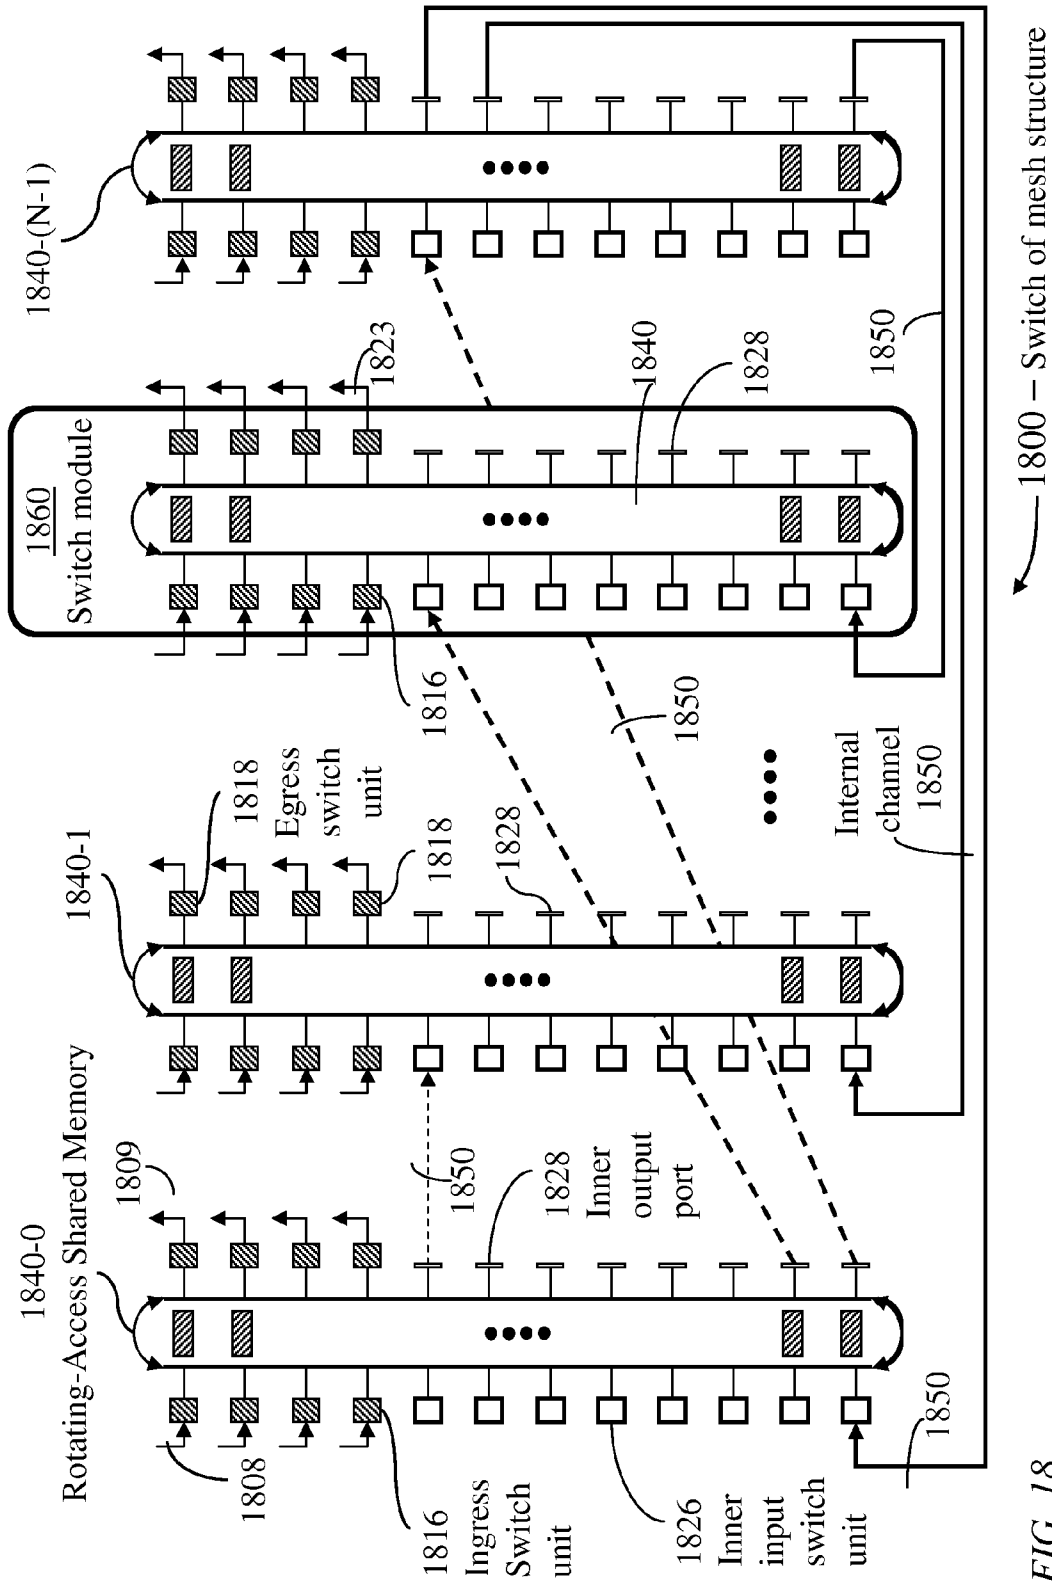 1840-0
Rotating-Access Shared Memory
1840-1
1860
Switch module
1840-(N-1)
1808
1809
1818
Egress
switch
unit
1818
1823
1816
Ingress
Switch
unit
1850
1816
1828
1840
1828
1826
Inner
input
switch
unit
1828
Inner
output
port
1850
1850
1850
Internal
channel
1850
1800 – Switch of mesh structure
FIG. 18